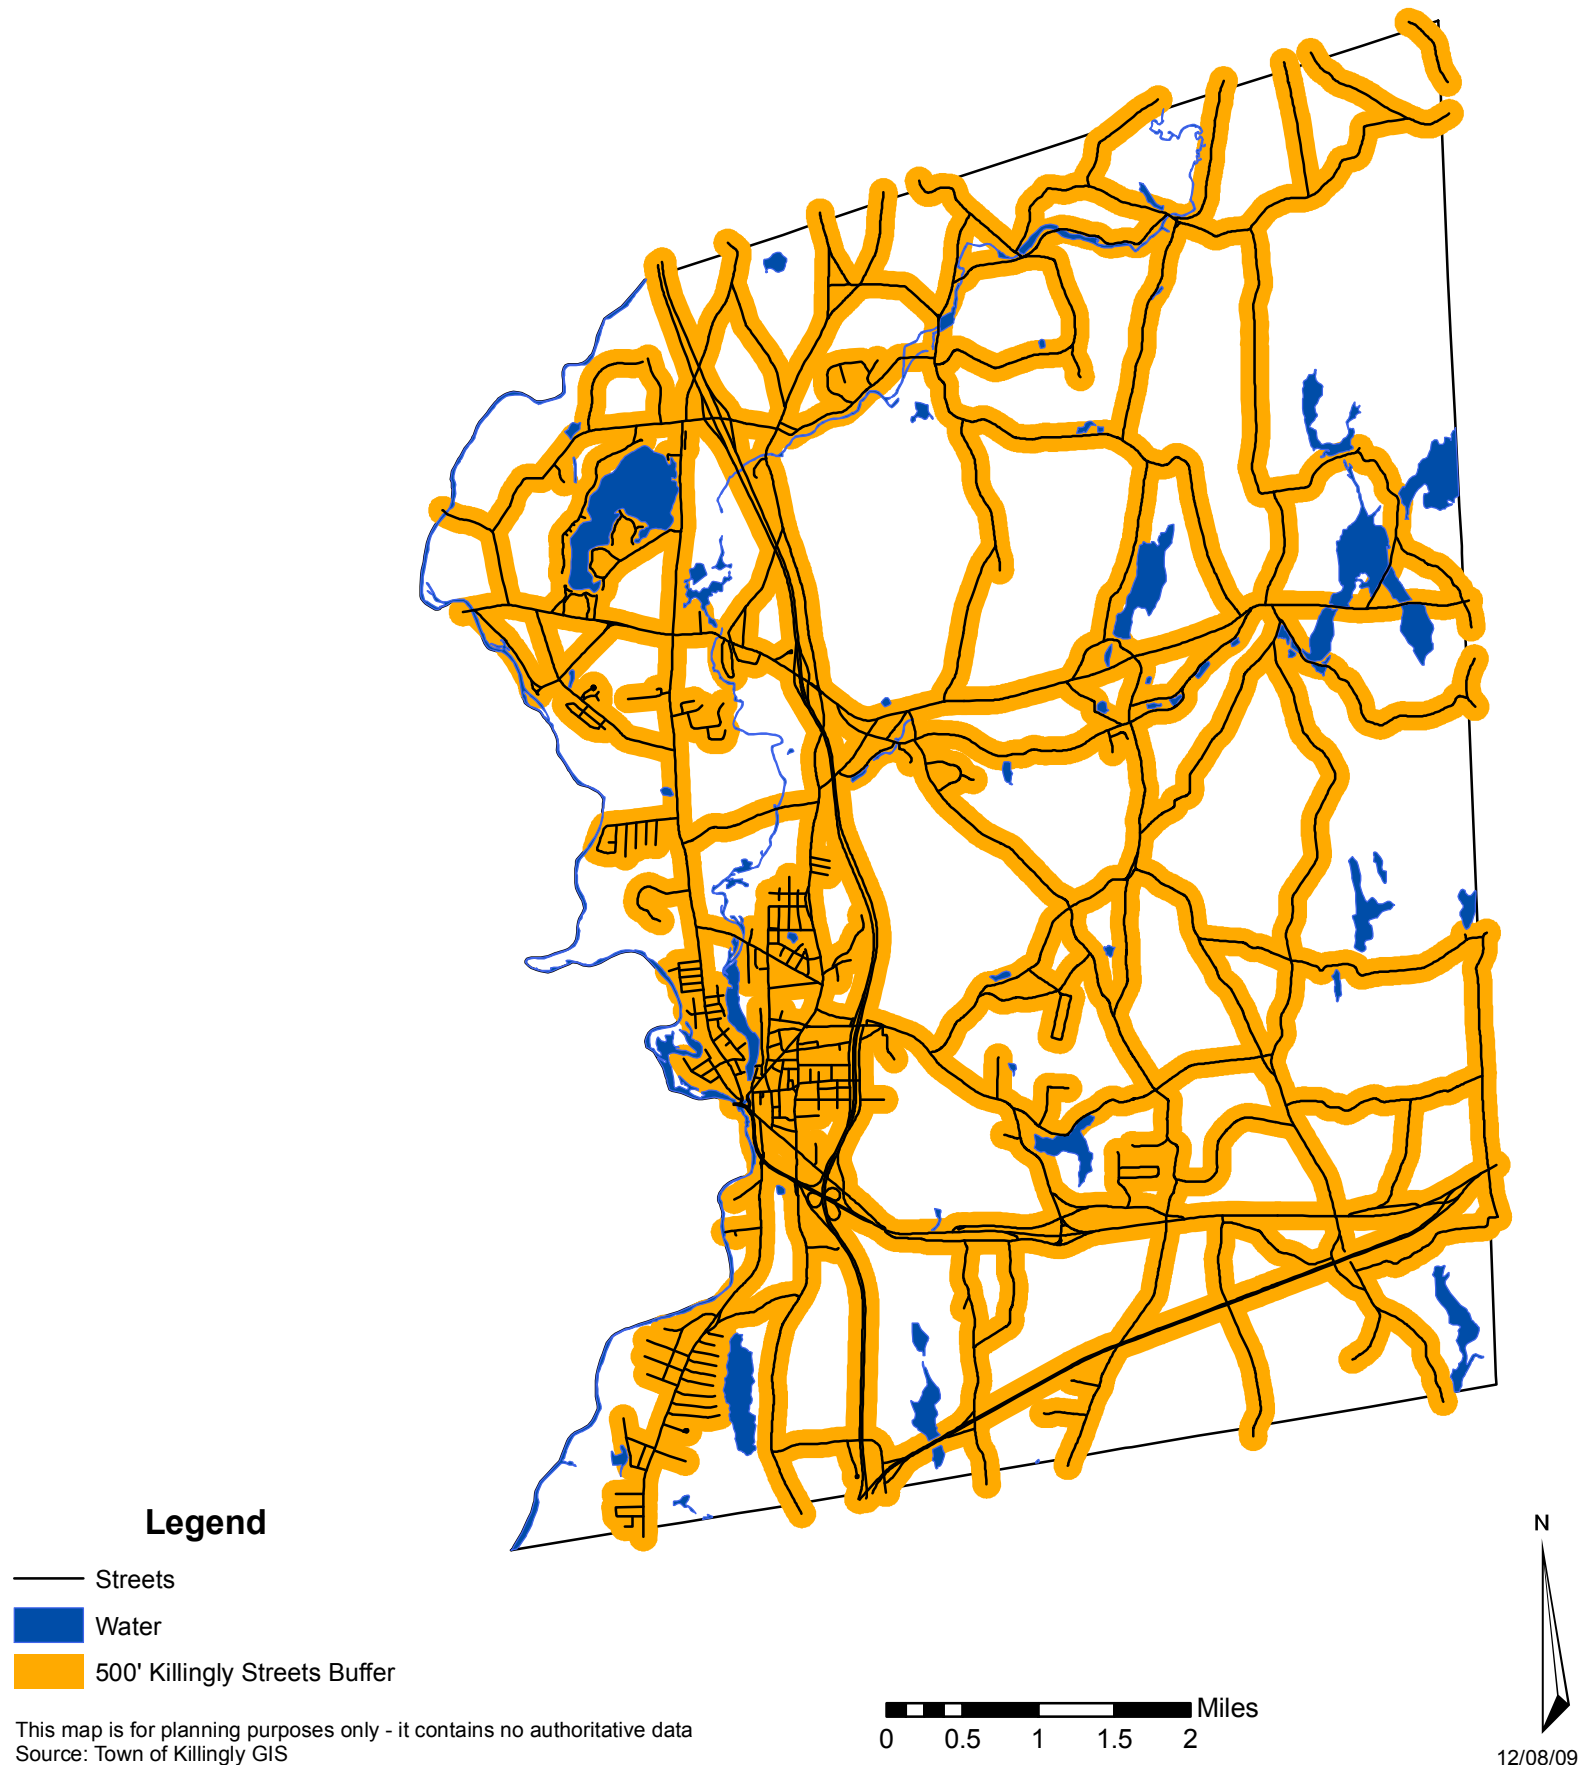 Legend
Streets
Water
500' Killingly Streets Buffer
This map is for planning purposes only - it contains no authoritative data
Source: Town of Killingly GIS
Miles
0 0.5 1 1.5 2
N
12/08/09